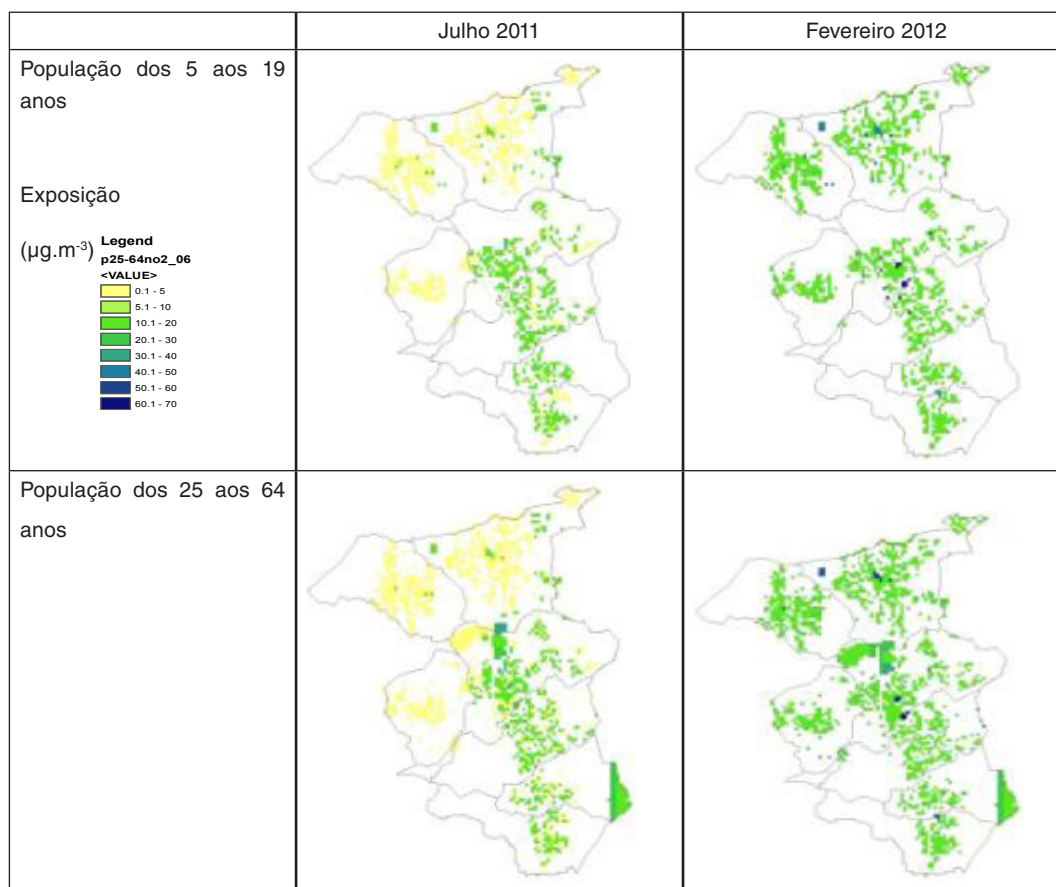 Julho 2011
Fevereiro 2012
População dos 5 aos 19
anos
Exposição
(µg.m-3)
Legend
p25-64no2_06
<VALUE>
0.1 - 5
5.1 - 10
10.1 - 20
20.1 - 30
30.1 - 40
40.1 - 50
50.1 - 60
60.1 - 70
População dos 25 aos 64
anos